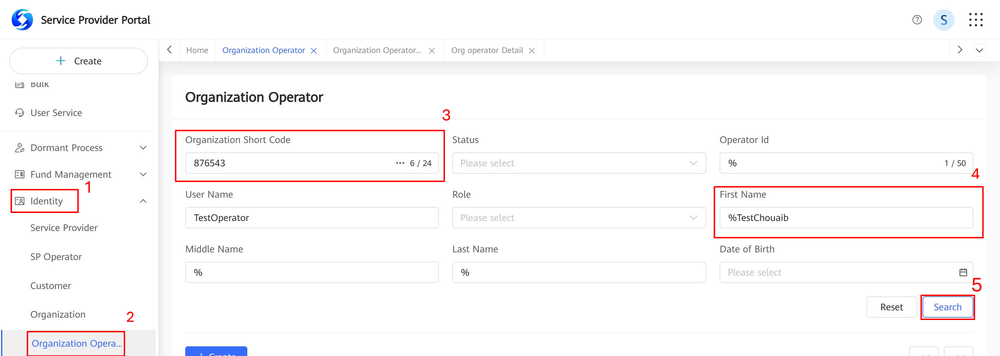 Service Provider Portal
S
Create
Bulk
User Service
Dormant Process
Fund Management
1
Identity
Service Provider
SP Operator
Customer
Organization
2
Organization Opera...
Home
Organization Operator
Organization Operator...
Org operator Detail
Organization Operator
3
Organization Short Code
Status
Operator Id
876543 ••• 6 / 24
Please select
% 1 / 50
4
User Name
Role
First Name
TestOperator
Please select
%TestChouaib
Middle Name
Last Name
Date of Birth
%
%
Please select
5
Reset
Search
+ Create